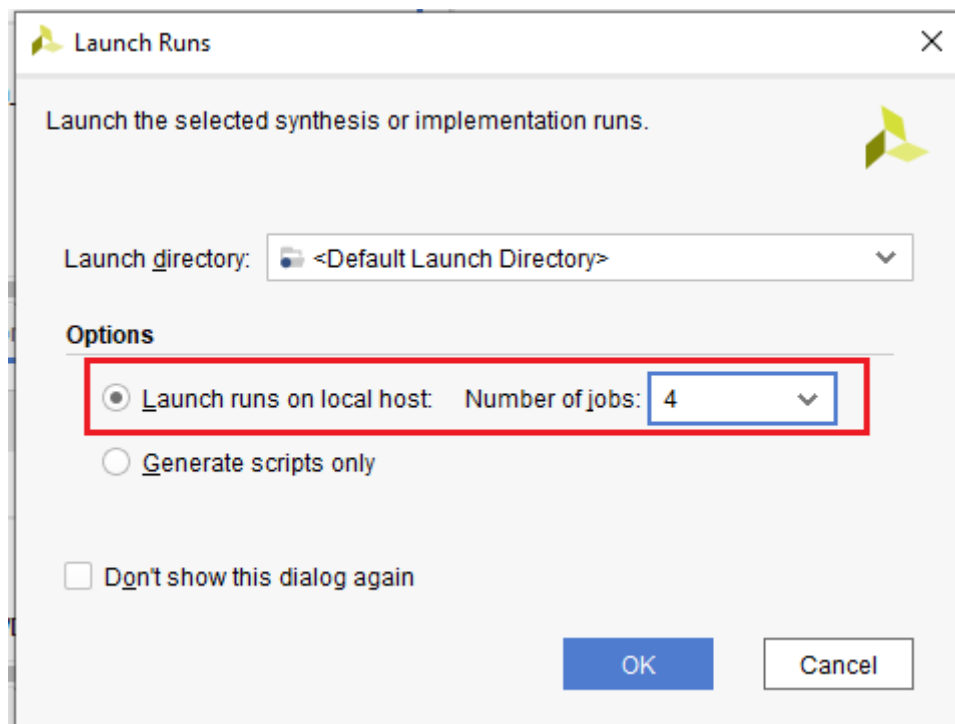 Launch Runs
Launch the selected synthesis or implementation runs.
Launch directory: <Default Launch Directory>
Options
Launch runs on local host: Number of jobs: 4
Generate scripts only
Don't show this dialog again
OK Cancel